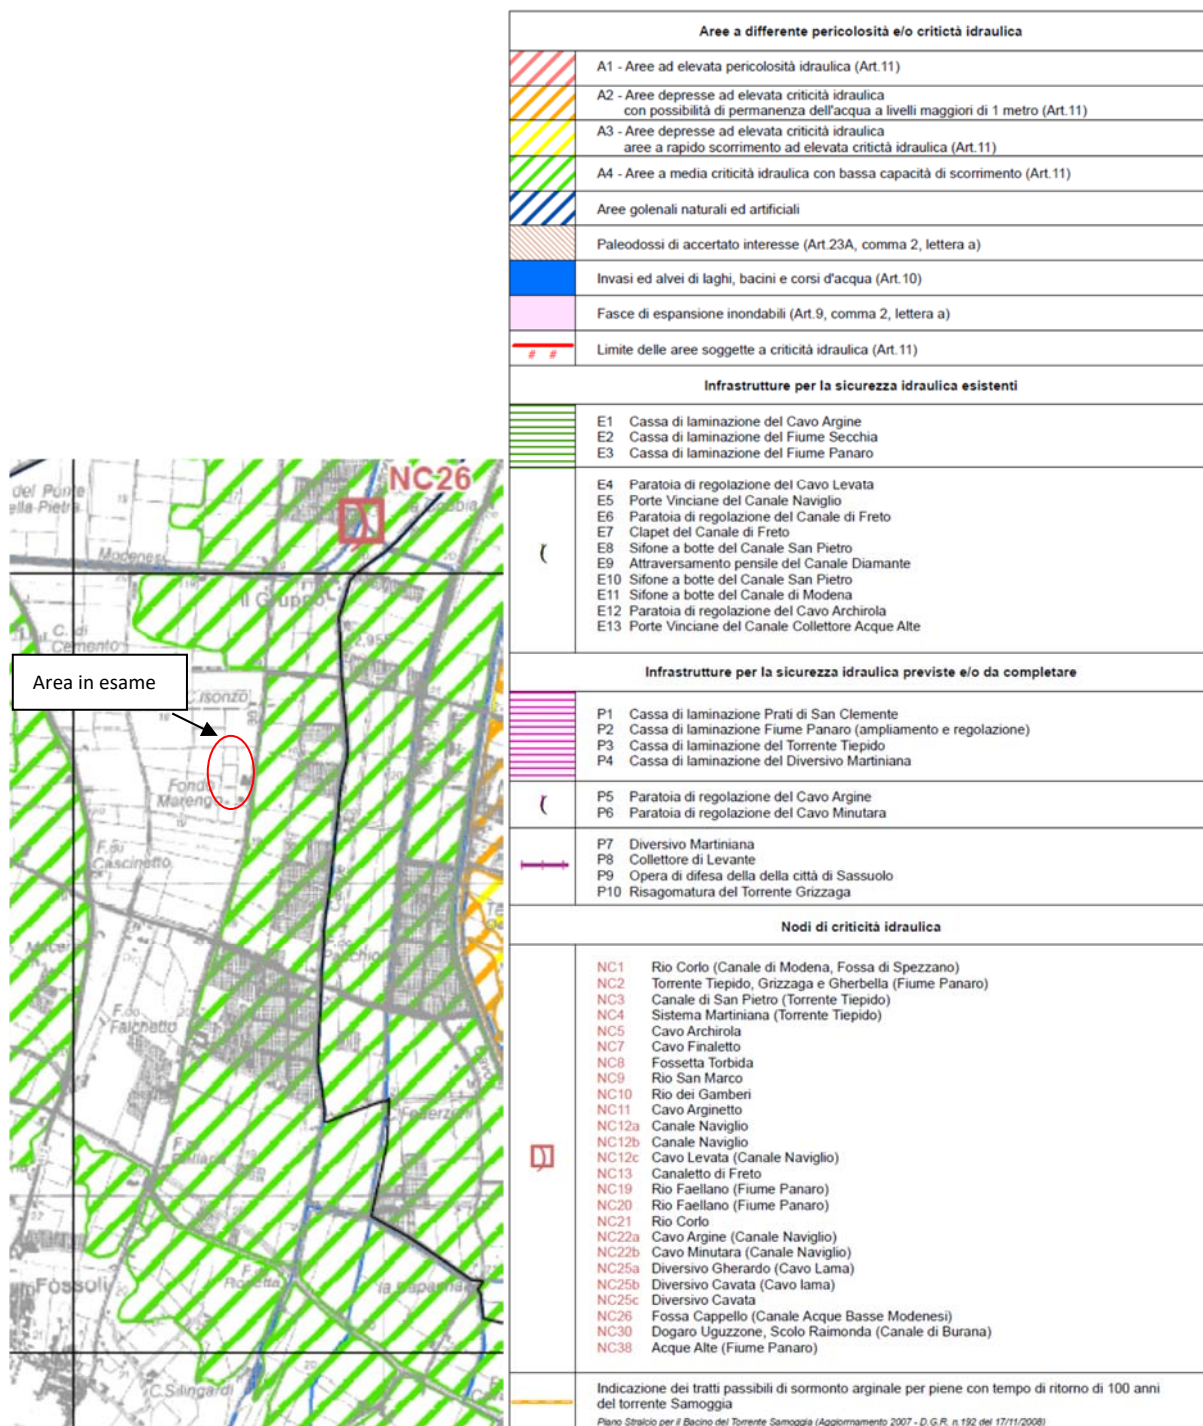 Aree a differente pericolosità e/o critictà idraulica
A1 - Aree ad elevata pericolosità idraulica (Art.11)
A2 - Aree depresse ad elevata criticità idraulica
con possibilità di permanenza dell'acqua a livelli maggiori di 1 metro (Art.11)
A3 - Aree depresse ad elevata criticità idraulica
aree a rapido scorrimento ad elevata critictà idraulica (Art.11)
A4 - Aree a media criticità idraulica con bassa capacità di scorrimento (Art.11)
Aree golenali naturali ed artificiali
Paleodossi di accertato interesse (Art.23A, comma 2, lettera a)
Invasi ed alvei di laghi, bacini e corsi d'acqua (Art.10)
Fasce di espansione inondabili (Art.9, comma 2, lettera a)
Limite delle aree soggette a criticità idraulica (Art.11)
Infrastrutture per la sicurezza idraulica esistenti
E1 Cassa di laminazione del Cavo Argine
E2 Cassa di laminazione del Fiume Secchia
E3 Cassa di laminazione del Fiume Panaro
E4 Paratoia di regolazione del Cavo Levata
E5 Porte Vinciane del Canale Naviglio
E6 Paratoia di regolazione del Canale di Freto
E7 Clapet del Canale di Freto
E8 Sifone a botte del Canale San Pietro
E9 Attraversamento pensile del Canale Diamante
E10 Sifone a botte del Canale San Pietro
E11 Sifone a botte del Canale di Modena
E12 Paratoia di regolazione del Cavo Archirola
E13 Porte Vinciane del Canale Collettore Acque Alte
Infrastrutture per la sicurezza idraulica previste e/o da completare
P1 Cassa di laminazione Prati di San Clemente
P2 Cassa di laminazione Fiume Panaro (ampliamento e regolazione)
P3 Cassa di laminazione del Torrente Tiepido
P4 Cassa di laminazione del Diversivo Martiniana
P5 Paratoia di regolazione del Cavo Argine
P6 Paratoia di regolazione del Cavo Minutara
P7 Diversivo Martiniana
P8 Collettore di Levante
P9 Opera di difesa della della città di Sassuolo
P10 Risagomatura del Torrente Grizzaga
Nodi di criticità idraulica
NC1 Rio Corlo (Canale di Modena, Fossa di Spezzano)
NC2 Torrente Tiepido, Grizzaga e Gherbella (Fiume Panaro)
NC3 Canale di San Pietro (Torrente Tiepido)
NC4 Sistema Martiniana (Torrente Tiepido)
NC5 Cavo Archirola
NC7 Cavo Finaletto
NC8 Fossetta Torbida
NC9 Rio San Marco
NC10 Rio dei Gamberi
NC11 Cavo Arginetto
NC12a Canale Naviglio
NC12b Canale Naviglio
NC12c Cavo Levata (Canale Naviglio)
NC13 Canaletto di Freto
NC19 Rio Faellano (Fiume Panaro)
NC20 Rio Faellano (Fiume Panaro)
NC21 Rio Corlo
NC22a Cavo Argine (Canale Naviglio)
NC22b Cavo Minutara (Canale Naviglio)
NC25a Diversivo Gherardo (Cavo Lama)
NC25b Diversivo Cavata (Cavo lama)
NC25c Diversivo Cavata
NC26 Fossa Cappello (Canale Acque Basse Modenesi)
NC30 Dogaro Uguzzone, Scolo Raimonda (Canale di Burana)
NC38 Acque Alte (Fiume Panaro)
Indicazione dei tratti passibili di sormonto arginale per piene con tempo di ritorno di 100 anni
del torrente Samoggia
Piano Stralcio per il Bacino del Torrente Samoggia (Aggiornamento 2007 - D.G.R. n.192 del 17/11/2008)
NC26
del Ponte
ella Pietra
Modenesi
Il Gruppo
C. di
Cemento
Area in esame
C.Isonzo
Fondo
Marengo
Cascinetto
F.do
Falchetto
Fossoli
C.Silingardi